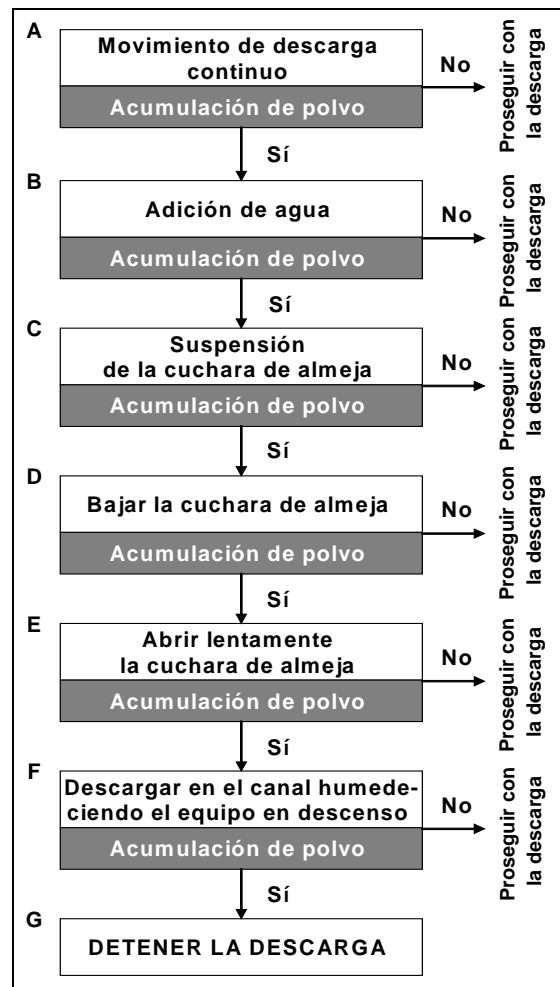 A
Movimiento de descarga
continuo
Acumulación de polvo
No
Proseguir con
la descarga
Sí
B
Adición de agua
Acumulación de polvo
No
Proseguir con
la descarga
Sí
C
Suspensión
de la cuchara de almeja
Acumulación de polvo
No
Proseguir con
la descarga
Sí
D
Bajar la cuchara de almeja
Acumulación de polvo
No
Proseguir con
la descarga
Sí
E
Abrir lentamente
la cuchara de almeja
Acumulación de polvo
No
Proseguir con
la descarga
Sí
F
Descargar en el canal humede-
ciendo el equipo en descenso
Acumulación de polvo
No
Proseguir con
la descarga
Sí
G
DETENER LA DESCARGA